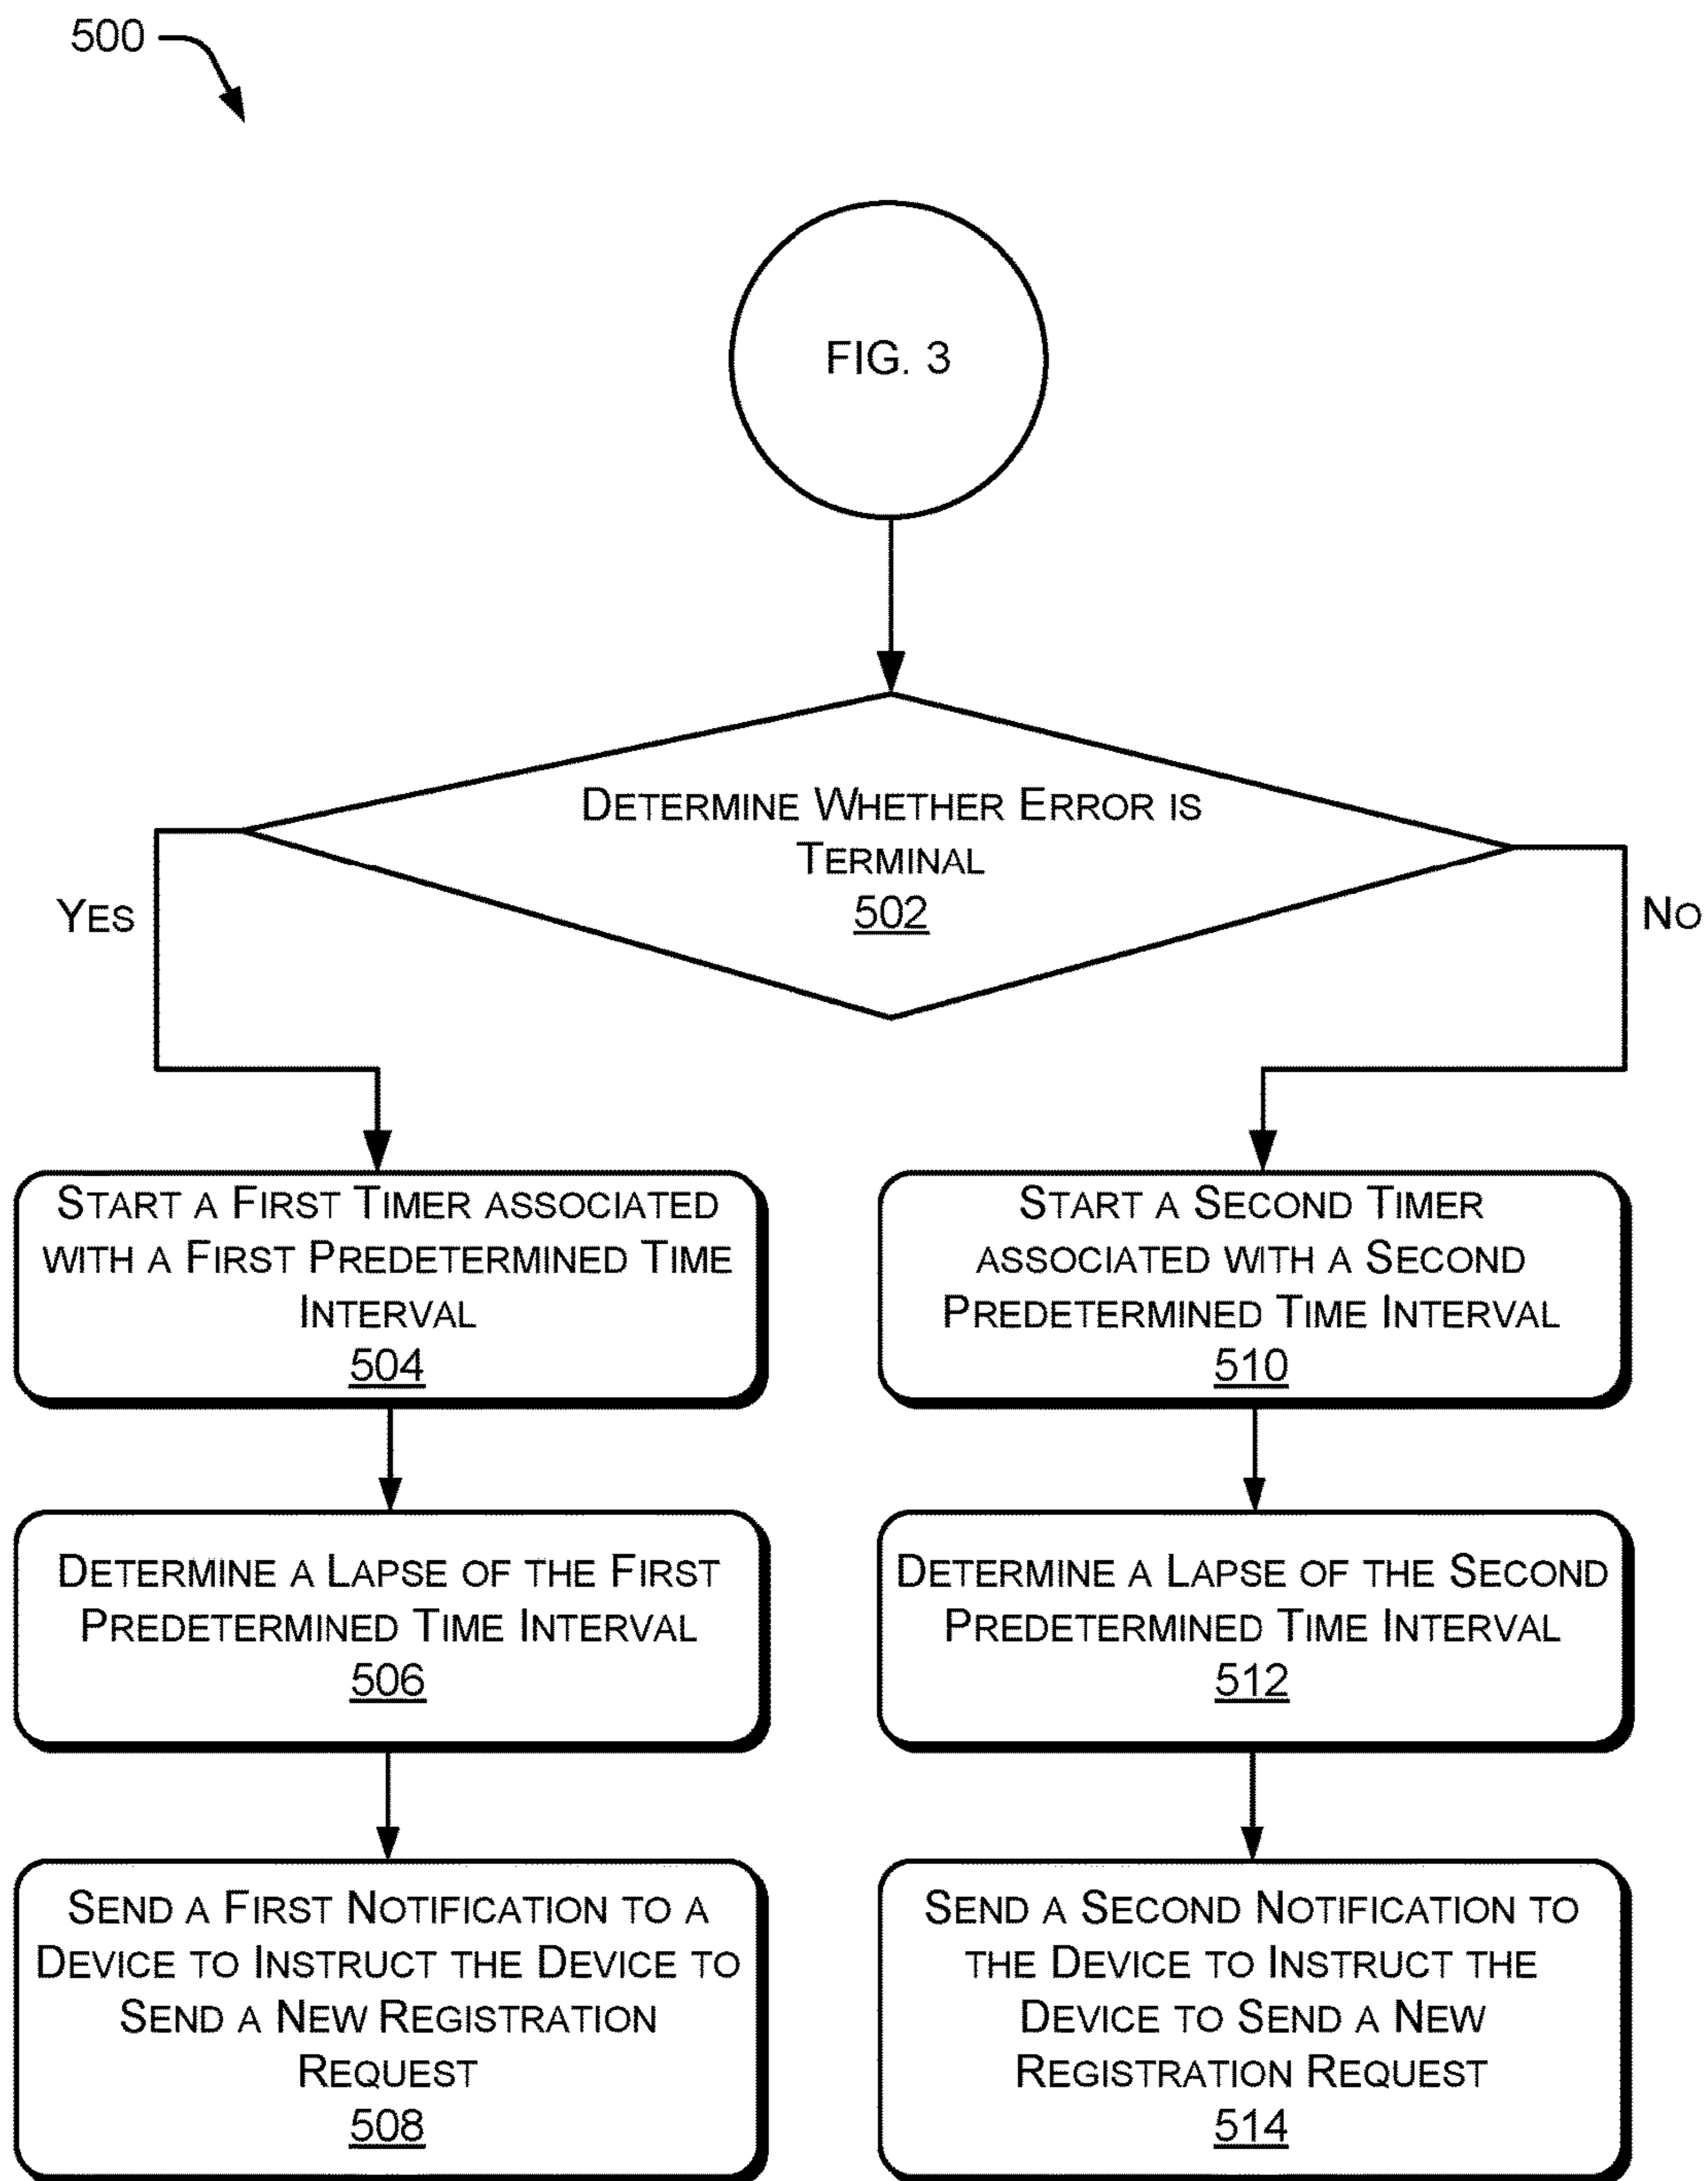 500
FIG. 3
DETERMINE WHETHER ERROR IS
TERMINAL
502
YES
NO
START A FIRST TIMER ASSOCIATED
WITH A FIRST PREDETERMINED TIME
INTERVAL
504
START A SECOND TIMER
ASSOCIATED WITH A SECOND
PREDETERMINED TIME INTERVAL
510
DETERMINE A LAPSE OF THE FIRST
PREDETERMINED TIME INTERVAL
506
DETERMINE A LAPSE OF THE SECOND
PREDETERMINED TIME INTERVAL
512
SEND A FIRST NOTIFICATION TO A
DEVICE TO INSTRUCT THE DEVICE TO
SEND A NEW REGISTRATION
REQUEST
508
SEND A SECOND NOTIFICATION TO
THE DEVICE TO INSTRUCT THE
DEVICE TO SEND A NEW
REGISTRATION REQUEST
514